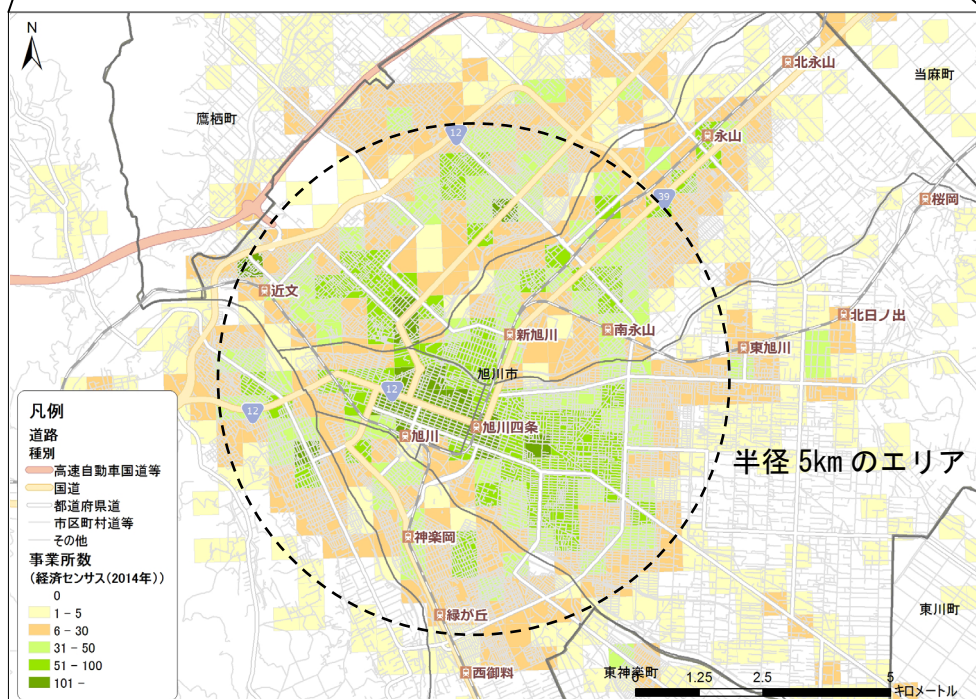 N
北永山
当麻町
鷹栖町
12
永山
39
桜岡
近文
新旭川
南永山
北日ノ出
東旭川
旭川市
12
12
旭川四条
旭川
半径 5km のエリア
神楽岡
緑が丘
西御料
東神楽町
東川町
凡例
道路
種別
高速自動車国道等
国道
都道府県道
市区町村道等
その他
事業所数
(経済センサス(2014年))
0
1 - 5
6 - 30
31 - 50
51 - 100
101 -
0 1.25 2.5 5
キロメートル